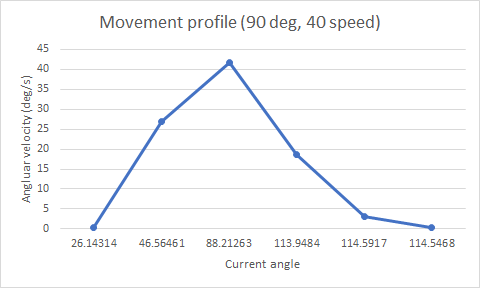 Movement profile (90 deg, 40 speed)
45
40
35
30
25
20
15
10
5
0
Angluar velocity (deg/s)
26.14314 46.56461 88.21263 113.9484 114.5917 114.5468
Current angle